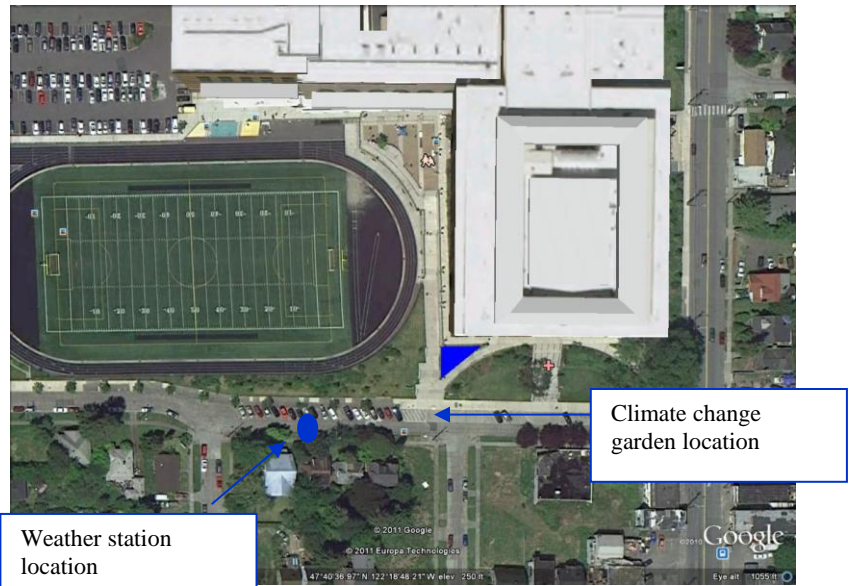 Climate change
garden location
Weather station
location
© 2011 Google
© 2011 Europa Technologies
©2010 Google
47°40'36.97" N 122°18'48.21" W elev 250 ft
Eye alt 1055 ft